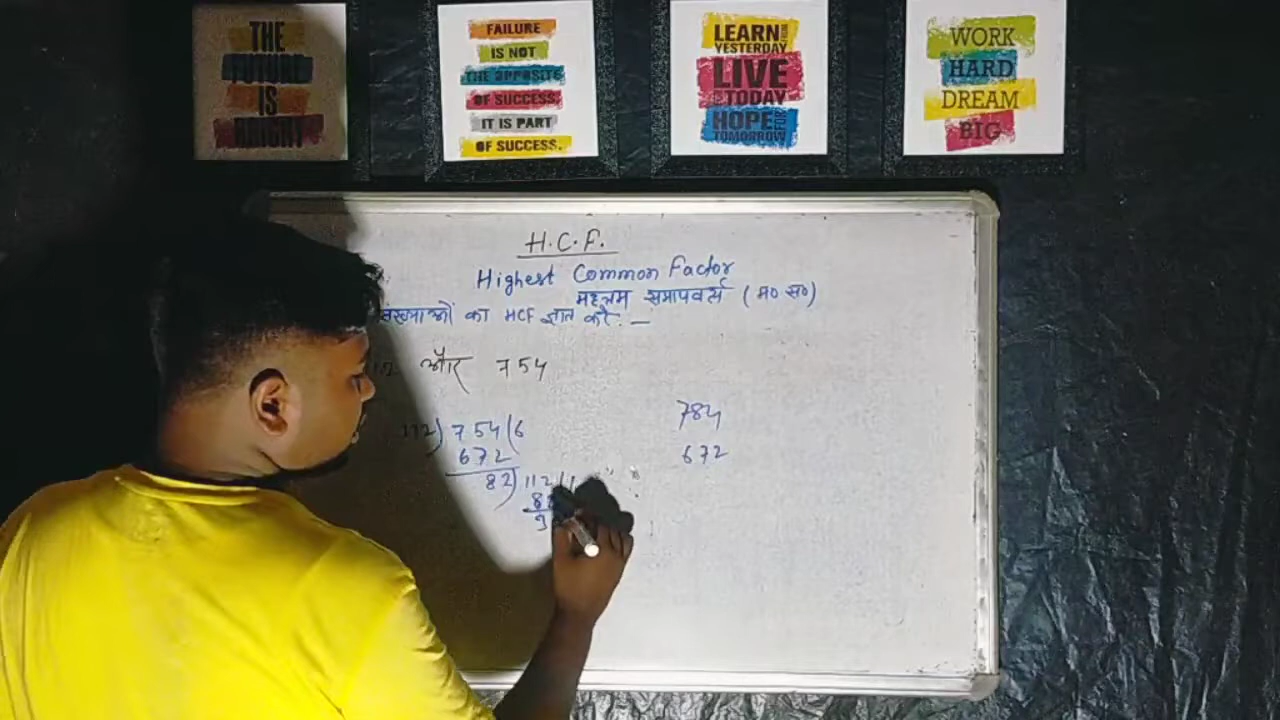 THE
FUTURE
IS
BRIGHT
FAILURE
IS NOT
THE OPPOSITE
OF SUCCESS
IT IS PART
OF SUCCESS.
LEARN FROM
YESTERDAY
LIVE
TODAY
HOPE FOR
TOMORROW
WORK
HARD
DREAM
BIG
H.C.F.
Highest Common Factor
महत्तम समापवर्त्य (म० स०)
का HCF ज्ञात करें. —
और 754
112) 754 (6
672
82) 112 (1
784
672